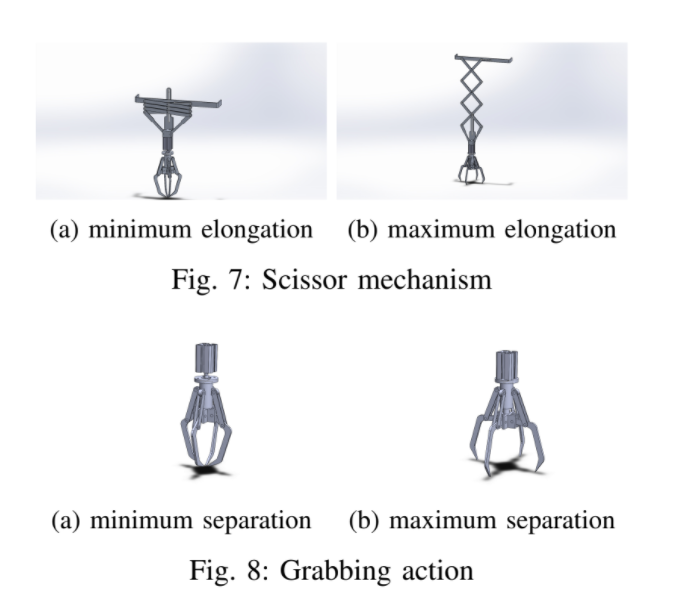 (a) minimum elongation (b) maximum elongation
Fig. 7: Scissor mechanism
(a) minimum separation (b) maximum separation
Fig. 8: Grabbing action